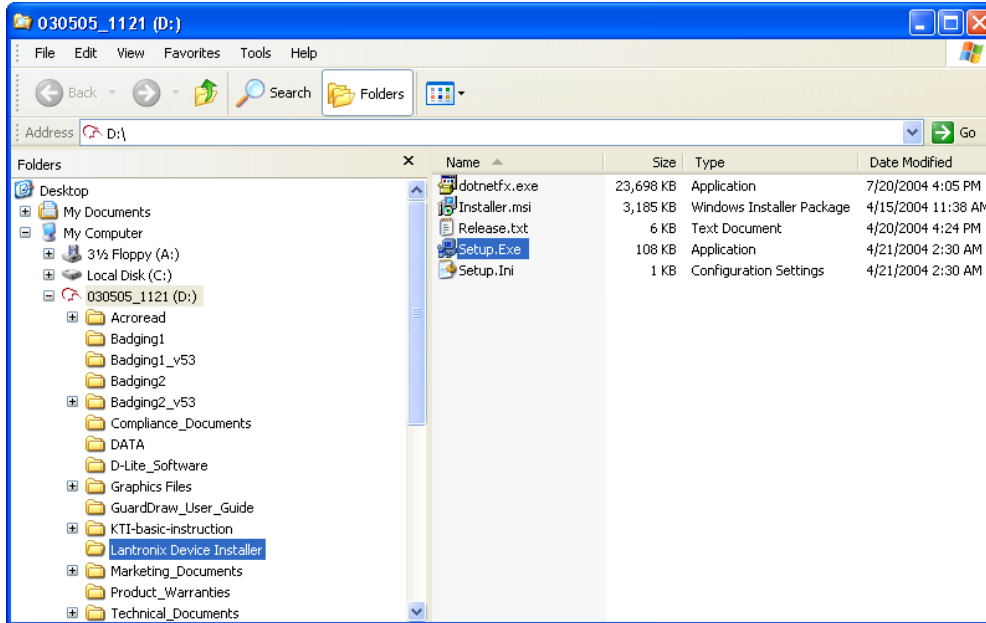 030505_1121 (D:)
File Edit View Favorites Tools Help
Back Search Folders
Address D:\ Go
Folders
Name Size Type Date Modified
Desktop
My Documents
My Computer
3½ Floppy (A:)
Local Disk (C:)
030505_1121 (D:)
Acroread
Badging1
Badging1_v53
Badging2
Badging2_v53
Compliance_Documents
DATA
D-Lite_Software
Graphics Files
GuardDraw_User_Guide
KTI-basic-instruction
Lantronix Device Installer
Marketing_Documents
Product_Warranties
Technical_Documents
dotnetfx.exe 23,698 KB Application 7/20/2004 4:05 PM
Installer.msi 3,185 KB Windows Installer Package 4/15/2004 11:38 AM
Release.txt 6 KB Text Document 4/20/2004 4:24 PM
Setup.Exe 108 KB Application 4/21/2004 2:30 AM
Setup.Ini 1 KB Configuration Settings 4/21/2004 2:30 AM